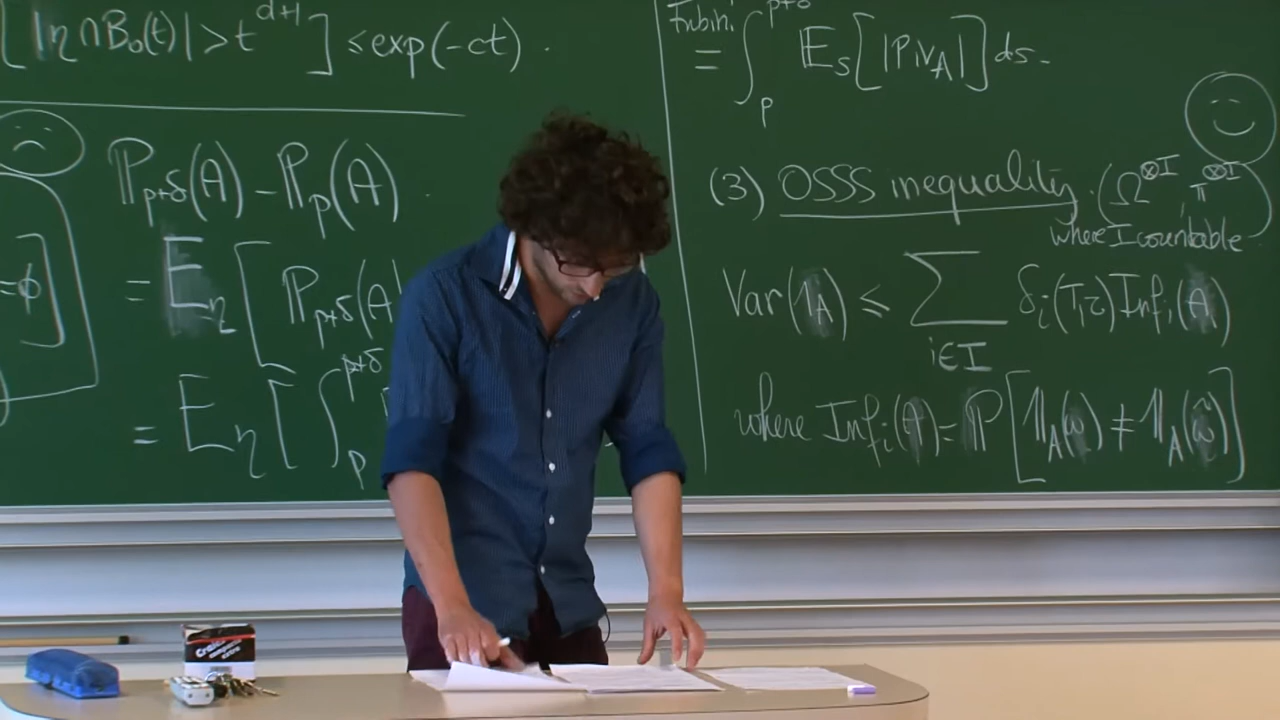 [|η∩B₀(t)| > t^{d+1}] ≤ exp(-ct).
ℙ_{p+δ}(A) - ℙ_p(A).
= 𝔼_η[ℙ_{p+δ}(A
= 𝔼_η[∫_p^{p+δ}
=ϕ]
Fubini
= ∫_p^{p+δ} 𝔼_s[|Piv_A|]ds.
(3) OSSS inequality. (Ω^{⊗I}, π^{⊗I})
where I countable.
Var(𝟙_A) ≤ Σ_{i∈I} δ_i(T,τ)Inf_i(A)
where Inf_i(A) = ℙ[𝟙_A(ω) ≠ 𝟙_A(ω̃)]